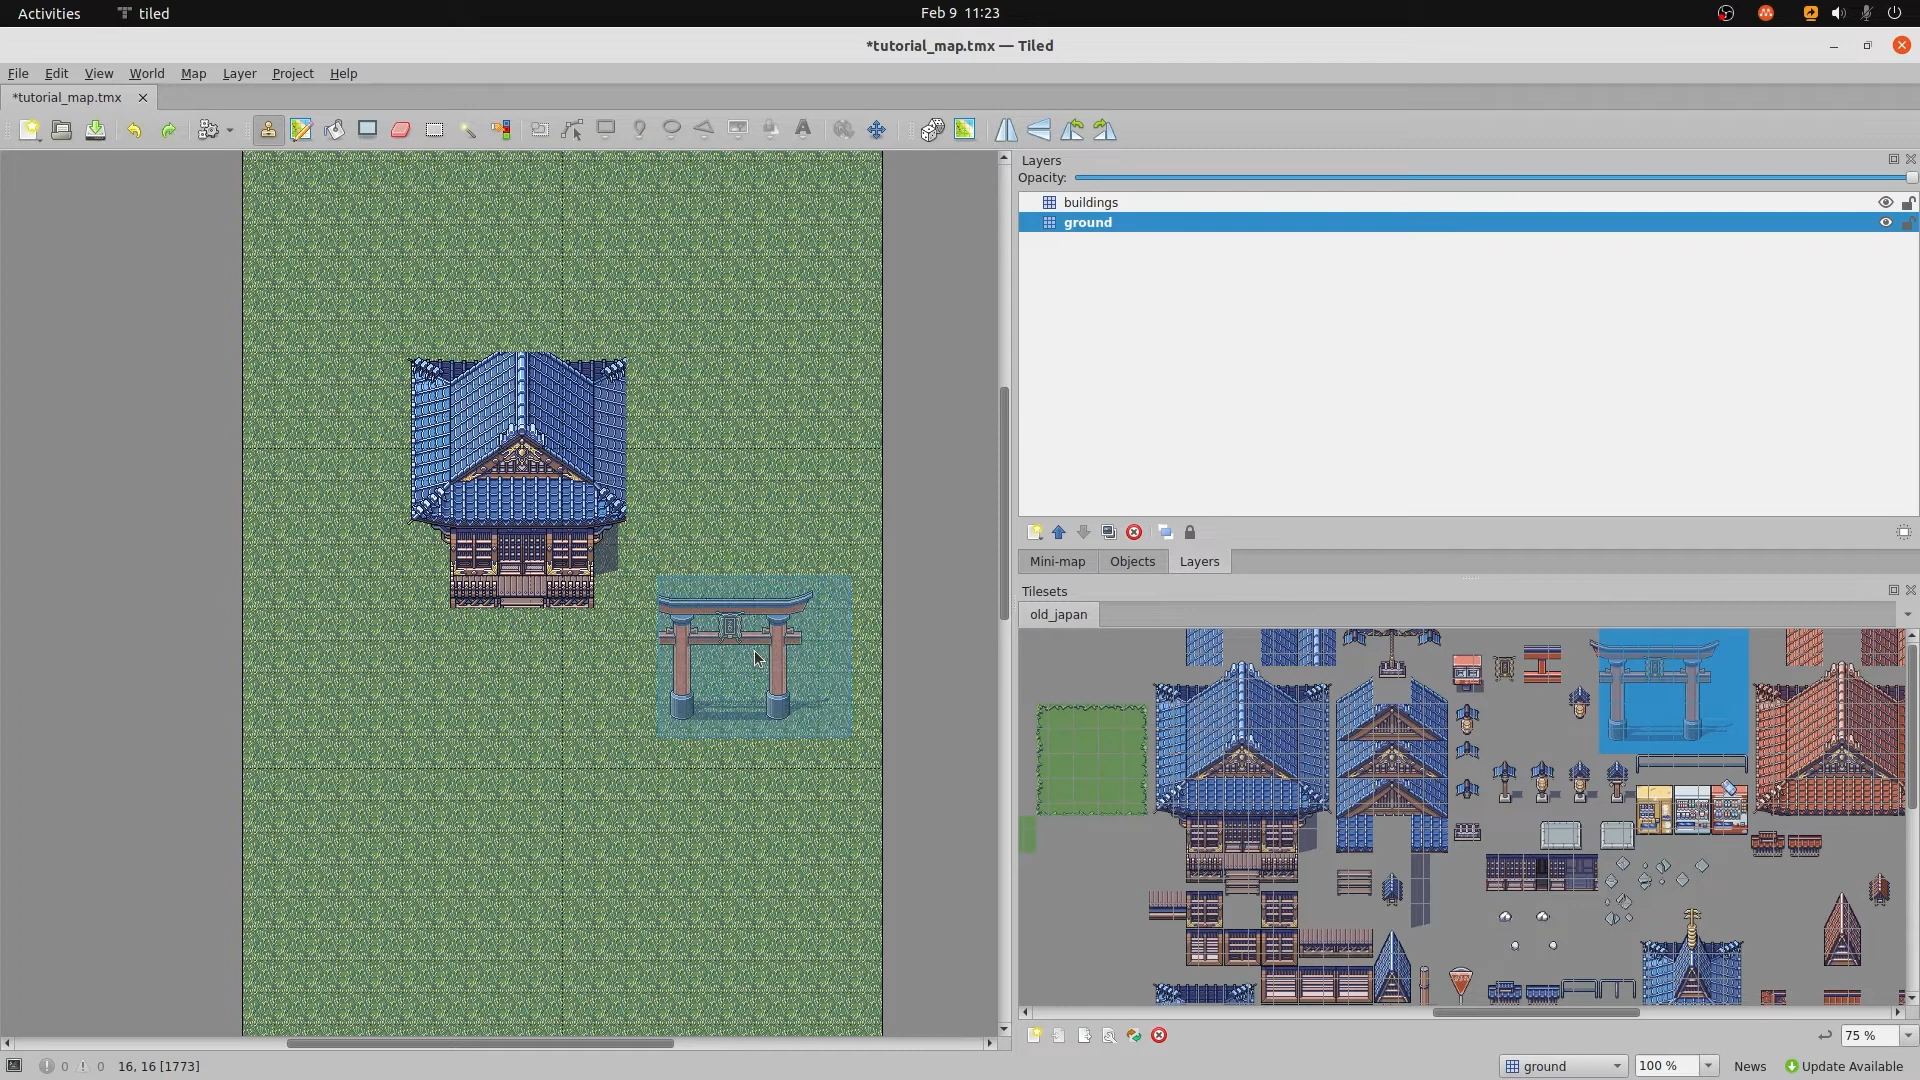 Activities
tiled
Feb 9 11:23
*tutorial_map.tmx — Tiled
File Edit View World Map Layer Project Help
*tutorial_map.tmx
Layers
Opacity:
buildings
ground
Mini-map Objects Layers
Tilesets
old_japan
75 %
0 0 16, 16 [1773]
ground
100 %
News
Update Available